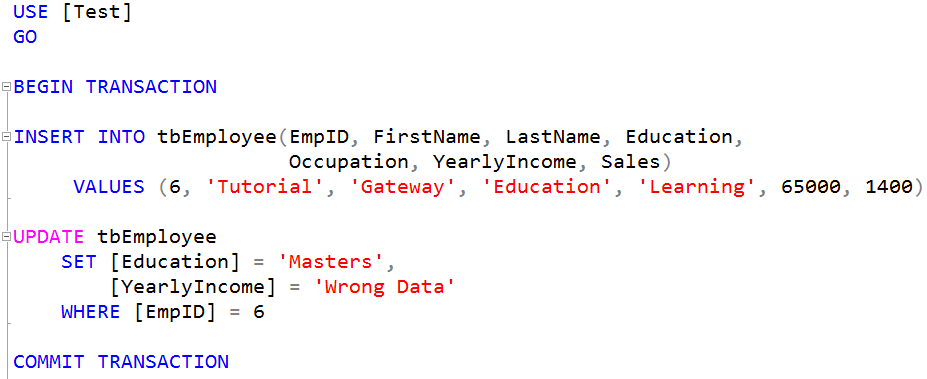 USE [Test]
GO
BEGIN TRANSACTION
INSERT INTO tbEmployee(EmpID, FirstName, LastName, Education,
Occupation, YearlyIncome, Sales)
VALUES (6, 'Tutorial', 'Gateway', 'Education', 'Learning', 65000, 1400)
UPDATE tbEmployee
SET [Education] = 'Masters',
[YearlyIncome] = 'Wrong Data'
WHERE [EmpID] = 6
COMMIT TRANSACTION